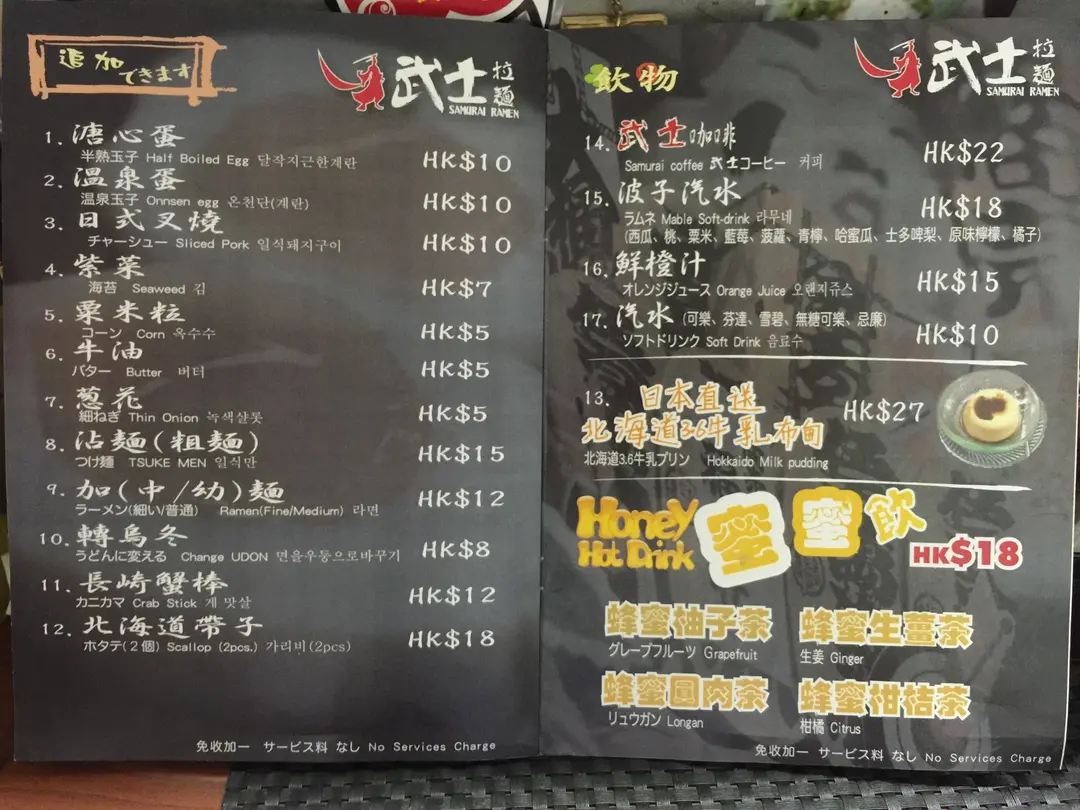 追加できます
武士拉麵
SAMURAI RAMEN
1. 溏心蛋 HK$10
半熟玉子 Half Boiled Egg 달작지근한계란
2. 溫泉蛋 HK$10
温泉玉子 Onnsen egg 온천단(계란)
3. 日式叉燒 HK$10
チャーシュー Sliced Pork 일식돼지구이
4. 紫菜 HK$7
海苔 Seaweed 김
5. 粟米粒 HK$5
コーン Corn 옥수수
6. 牛油 HK$5
バター Butter 버터
7. 葱花 HK$5
細ねぎ Thin Onion 녹색샬롯
8. 沾麵(粗麵) HK$15
つけ麵 TSUKE MEN 일식만
9. 加(中/幼)麵 HK$12
ラーメン(細い/普通) Ramen(Fine/Medium) 라면
10. 轉烏冬 HK$8
うどんに変える Change UDON 면을우동으로바꾸기
11. 長崎蟹棒 HK$12
カニカマ Crab Stick 게 맛살
12. 北海道帶子 HK$18
ホタテ(2個) Scallop (2pcs.) 가리비(2pcs)
免收加一 サービス料 なし No Services Charge
飲物
武士拉麵
SAMURAI RAMEN
14. 武士咖啡 HK$22
Samurai coffee 武士コーヒー 커피
15. 波子汽水 HK$18
ラムネ Mable Soft-drink 라무네
(西瓜、桃、粟米、藍莓、菠蘿、青檸、哈蜜瓜、士多啤梨、原味檸檬、橘子)
16. 鮮橙汁 HK$15
オレンジジュース Orange Juice 오랜지쥬스
17. 汽水 (可樂、芬達、雪碧、無糖可樂、忌廉) HK$10
ソフトドリンク Soft Drink 음료수
13. 日本直送 HK$27
北海道3.6牛乳布甸
北海道3.6牛乳プリン Hokkaido Milk pudding
Honey
Hot Drink
蜜蜜飲
HK$18
蜂蜜柚子茶
グレープフルーツ Grapefruit
蜂蜜生薑茶
生姜 Ginger
蜂蜜圓肉茶
リュウガン Longan
蜂蜜柑桔茶
柑橘 Citrus
免收加一 サービス料 なし No Services Charge